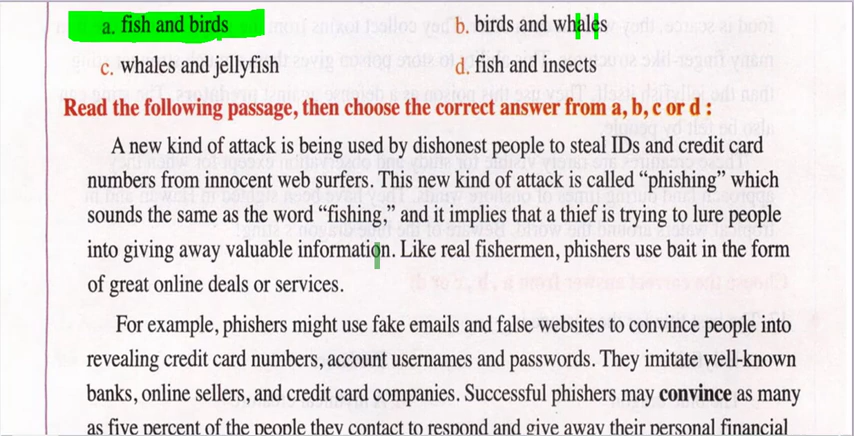 a. fish and birds b. birds and whales
c. whales and jellyfish d. fish and insects
Read the following passage, then choose the correct answer from a, b, c or d :
A new kind of attack is being used by dishonest people to steal IDs and credit card
numbers from innocent web surfers. This new kind of attack is called “phishing” which
sounds the same as the word “fishing,” and it implies that a thief is trying to lure people
into giving away valuable information. Like real fishermen, phishers use bait in the form
of great online deals or services.
For example, phishers might use fake emails and false websites to convince people into
revealing credit card numbers, account usernames and passwords. They imitate well-known
banks, online sellers, and credit card companies. Successful phishers may convince as many
as five percent of the people they contact to respond and give away their personal financial